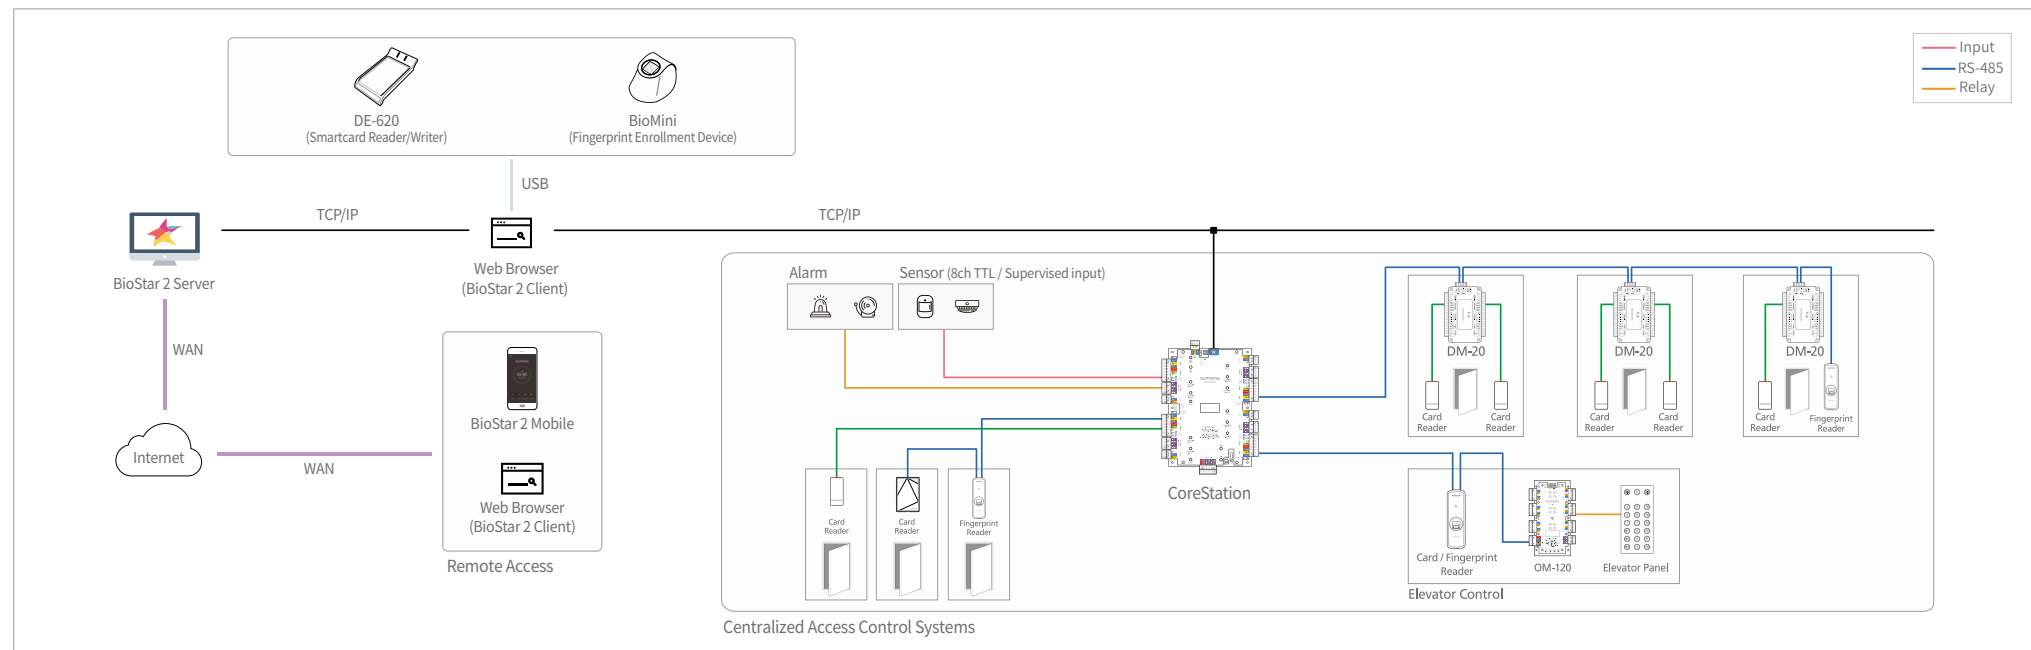 Input
RS-485
Relay
DE-620
(Smartcard Reader/Writer)
BioMini
(Fingerprint Enrollment Device)
USB
TCP/IP
TCP/IP
BioStar 2 Server
Web Browser
(BioStar 2 Client)
WAN
Internet
WAN
BioStar 2 Mobile
Web Browser
(BioStar 2 Client)
Remote Access
Alarm
Sensor (8ch TTL / Supervised input)
CoreStation
Card
Reader
Card
Reader
Fingerprint
Reader
DM-20
Card
Reader
Card
Reader
DM-20
Card
Reader
Card
Reader
DM-20
Card
Reader
Fingerprint
Reader
Card / Fingerprint
Reader
OM-120
Elevator Panel
Elevator Control
Centralized Access Control Systems